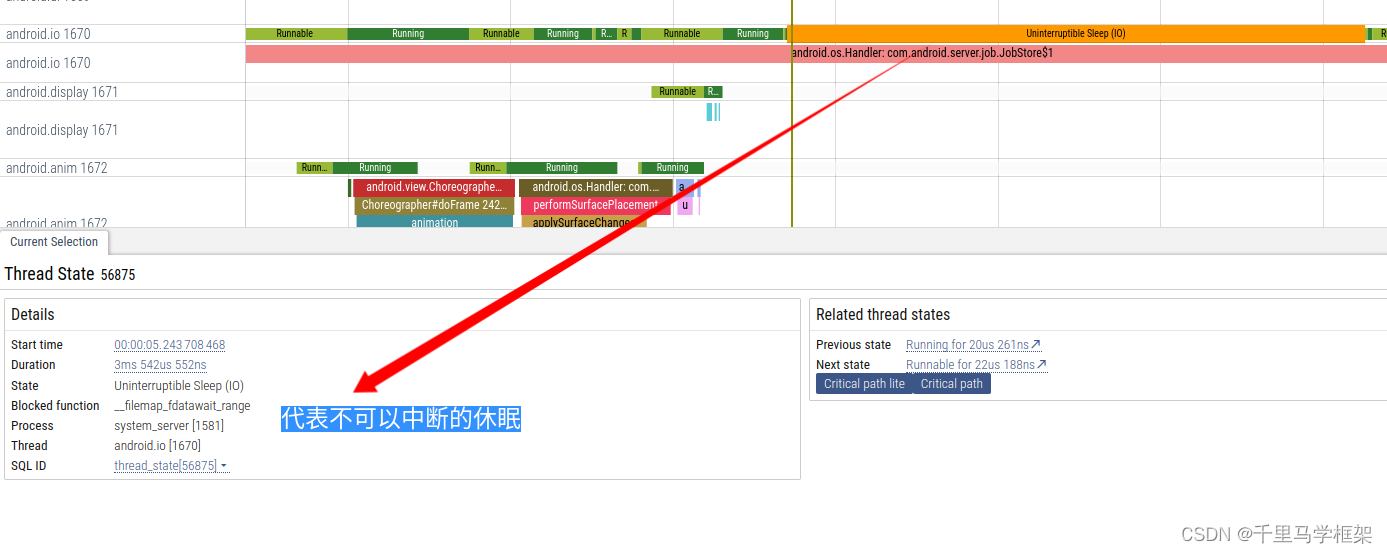 android.io 1670
Runnable
Running
Runnable
Running
R...
R
Runnable
Running
Uninterruptible Sleep (IO)
android.io 1670
android.os.Handler: com.android.server.job.JobStore$1
android.display 1671
Runnable
R...
android.display 1671
android.anim 1672
Runn...
Running
Runn...
Running
Running
android.view.Choreographe...
android.os.Handler: com....
a
Choreographer#doFrame 242...
performSurfacePlacement
u
android.anim 1672
animation
applySurfaceChange
Current Selection
Thread State 56875
Details
Start time 00:00:05.243 708 468
Duration 3ms 542us 552ns
State Uninterruptible Sleep (IO)
Blocked function __filemap_fdatawait_range
Process system_server [1581]
Thread android.io [1670]
SQL ID thread_state[56875]
代表不可以中断的休眠
Related thread states
Previous state Running for 20us 261ns
Next state Runnable for 22us 188ns
Critical path lite Critical path
CSDN @千里马学框架